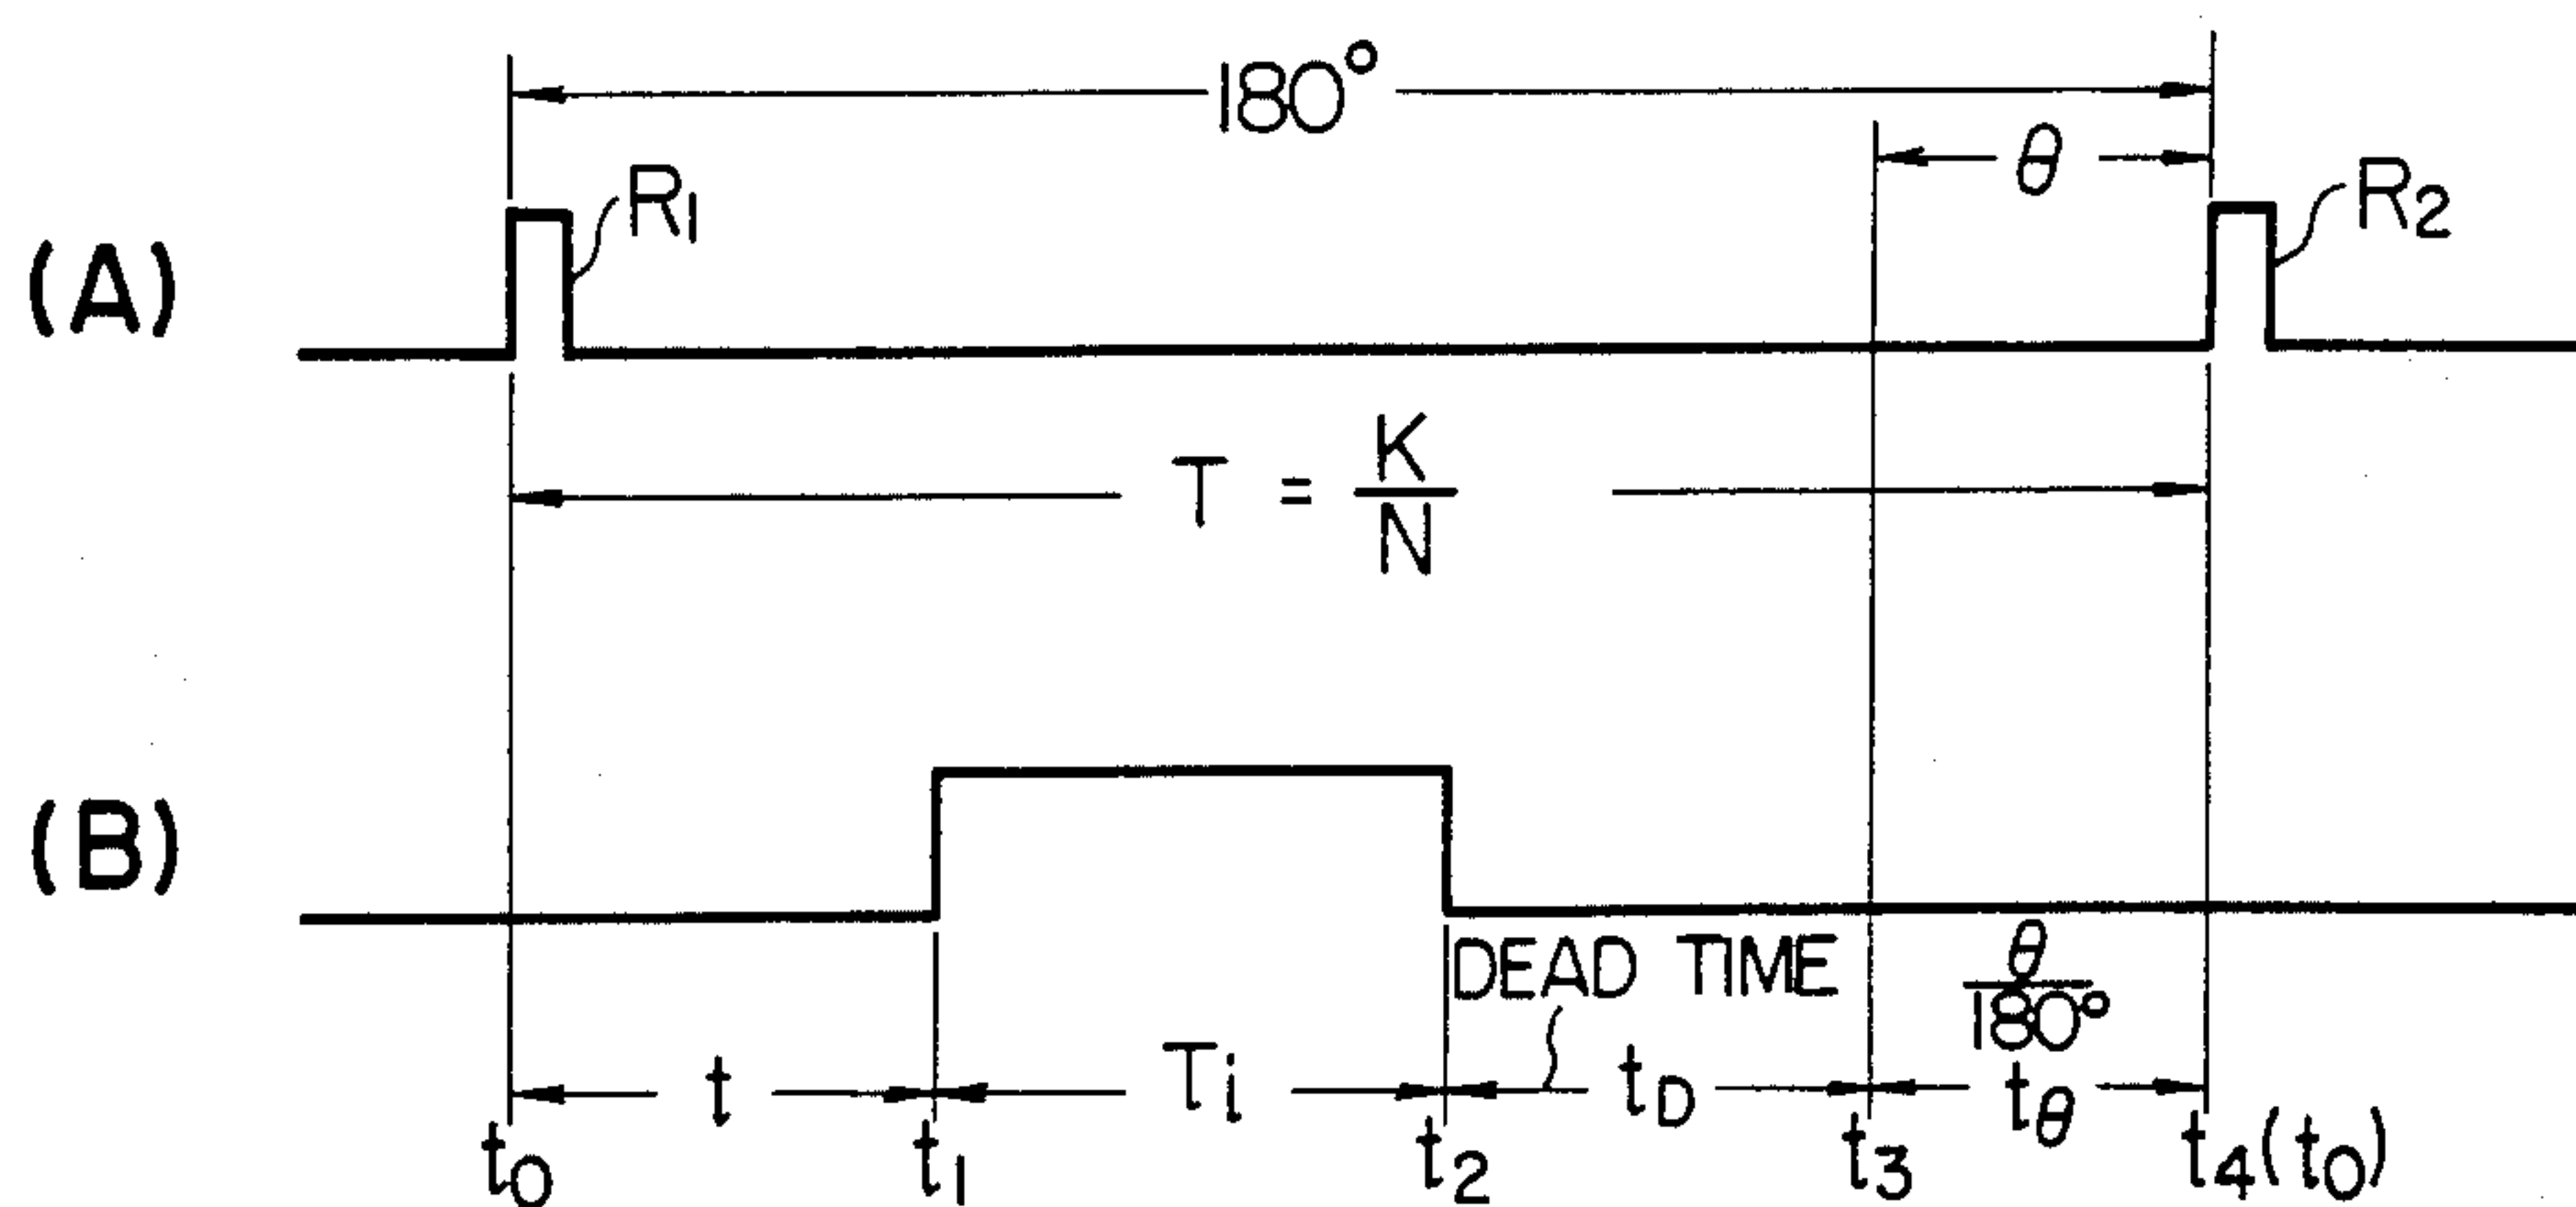 180°
θ
R1
R2
(A)
T = K/N
(B)
DEAD TIME
θ/180°
t
Ti
tD
tθ
t0
t1
t2
t3
t4(t0)